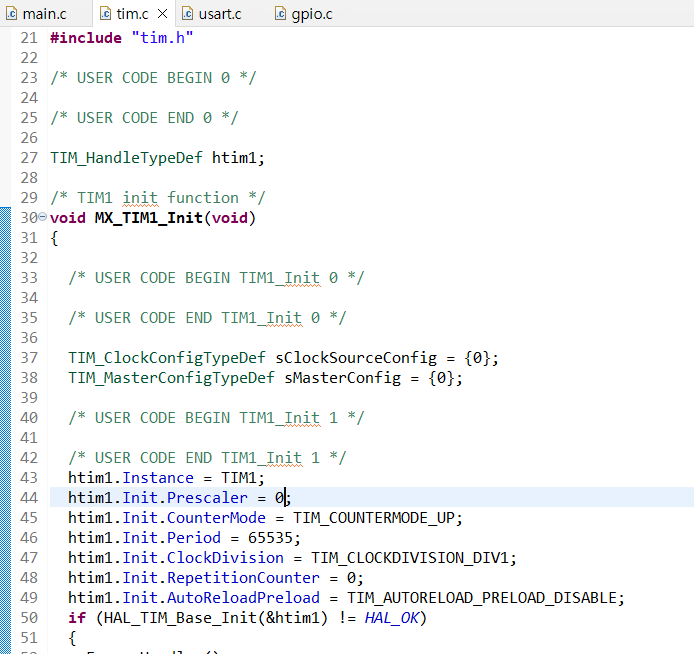 main.c tim.c usart.c gpio.c
21 #include "tim.h"
22
23 /* USER CODE BEGIN 0 */
24
25 /* USER CODE END 0 */
26
27 TIM_HandleTypeDef htim1;
28
29 /* TIM1 init function */
30 void MX_TIM1_Init(void)
31 {
32
33 /* USER CODE BEGIN TIM1_Init 0 */
34
35 /* USER CODE END TIM1_Init 0 */
36
37 TIM_ClockConfigTypeDef sClockSourceConfig = {0};
38 TIM_MasterConfigTypeDef sMasterConfig = {0};
39
40 /* USER CODE BEGIN TIM1_Init 1 */
41
42 /* USER CODE END TIM1_Init 1 */
43 htim1.Instance = TIM1;
44 htim1.Init.Prescaler = 0;
45 htim1.Init.CounterMode = TIM_COUNTERMODE_UP;
46 htim1.Init.Period = 65535;
47 htim1.Init.ClockDivision = TIM_CLOCKDIVISION_DIV1;
48 htim1.Init.RepetitionCounter = 0;
49 htim1.Init.AutoReloadPreload = TIM_AUTORELOAD_PRELOAD_DISABLE;
50 if (HAL_TIM_Base_Init(&htim1) != HAL_OK)
51 {